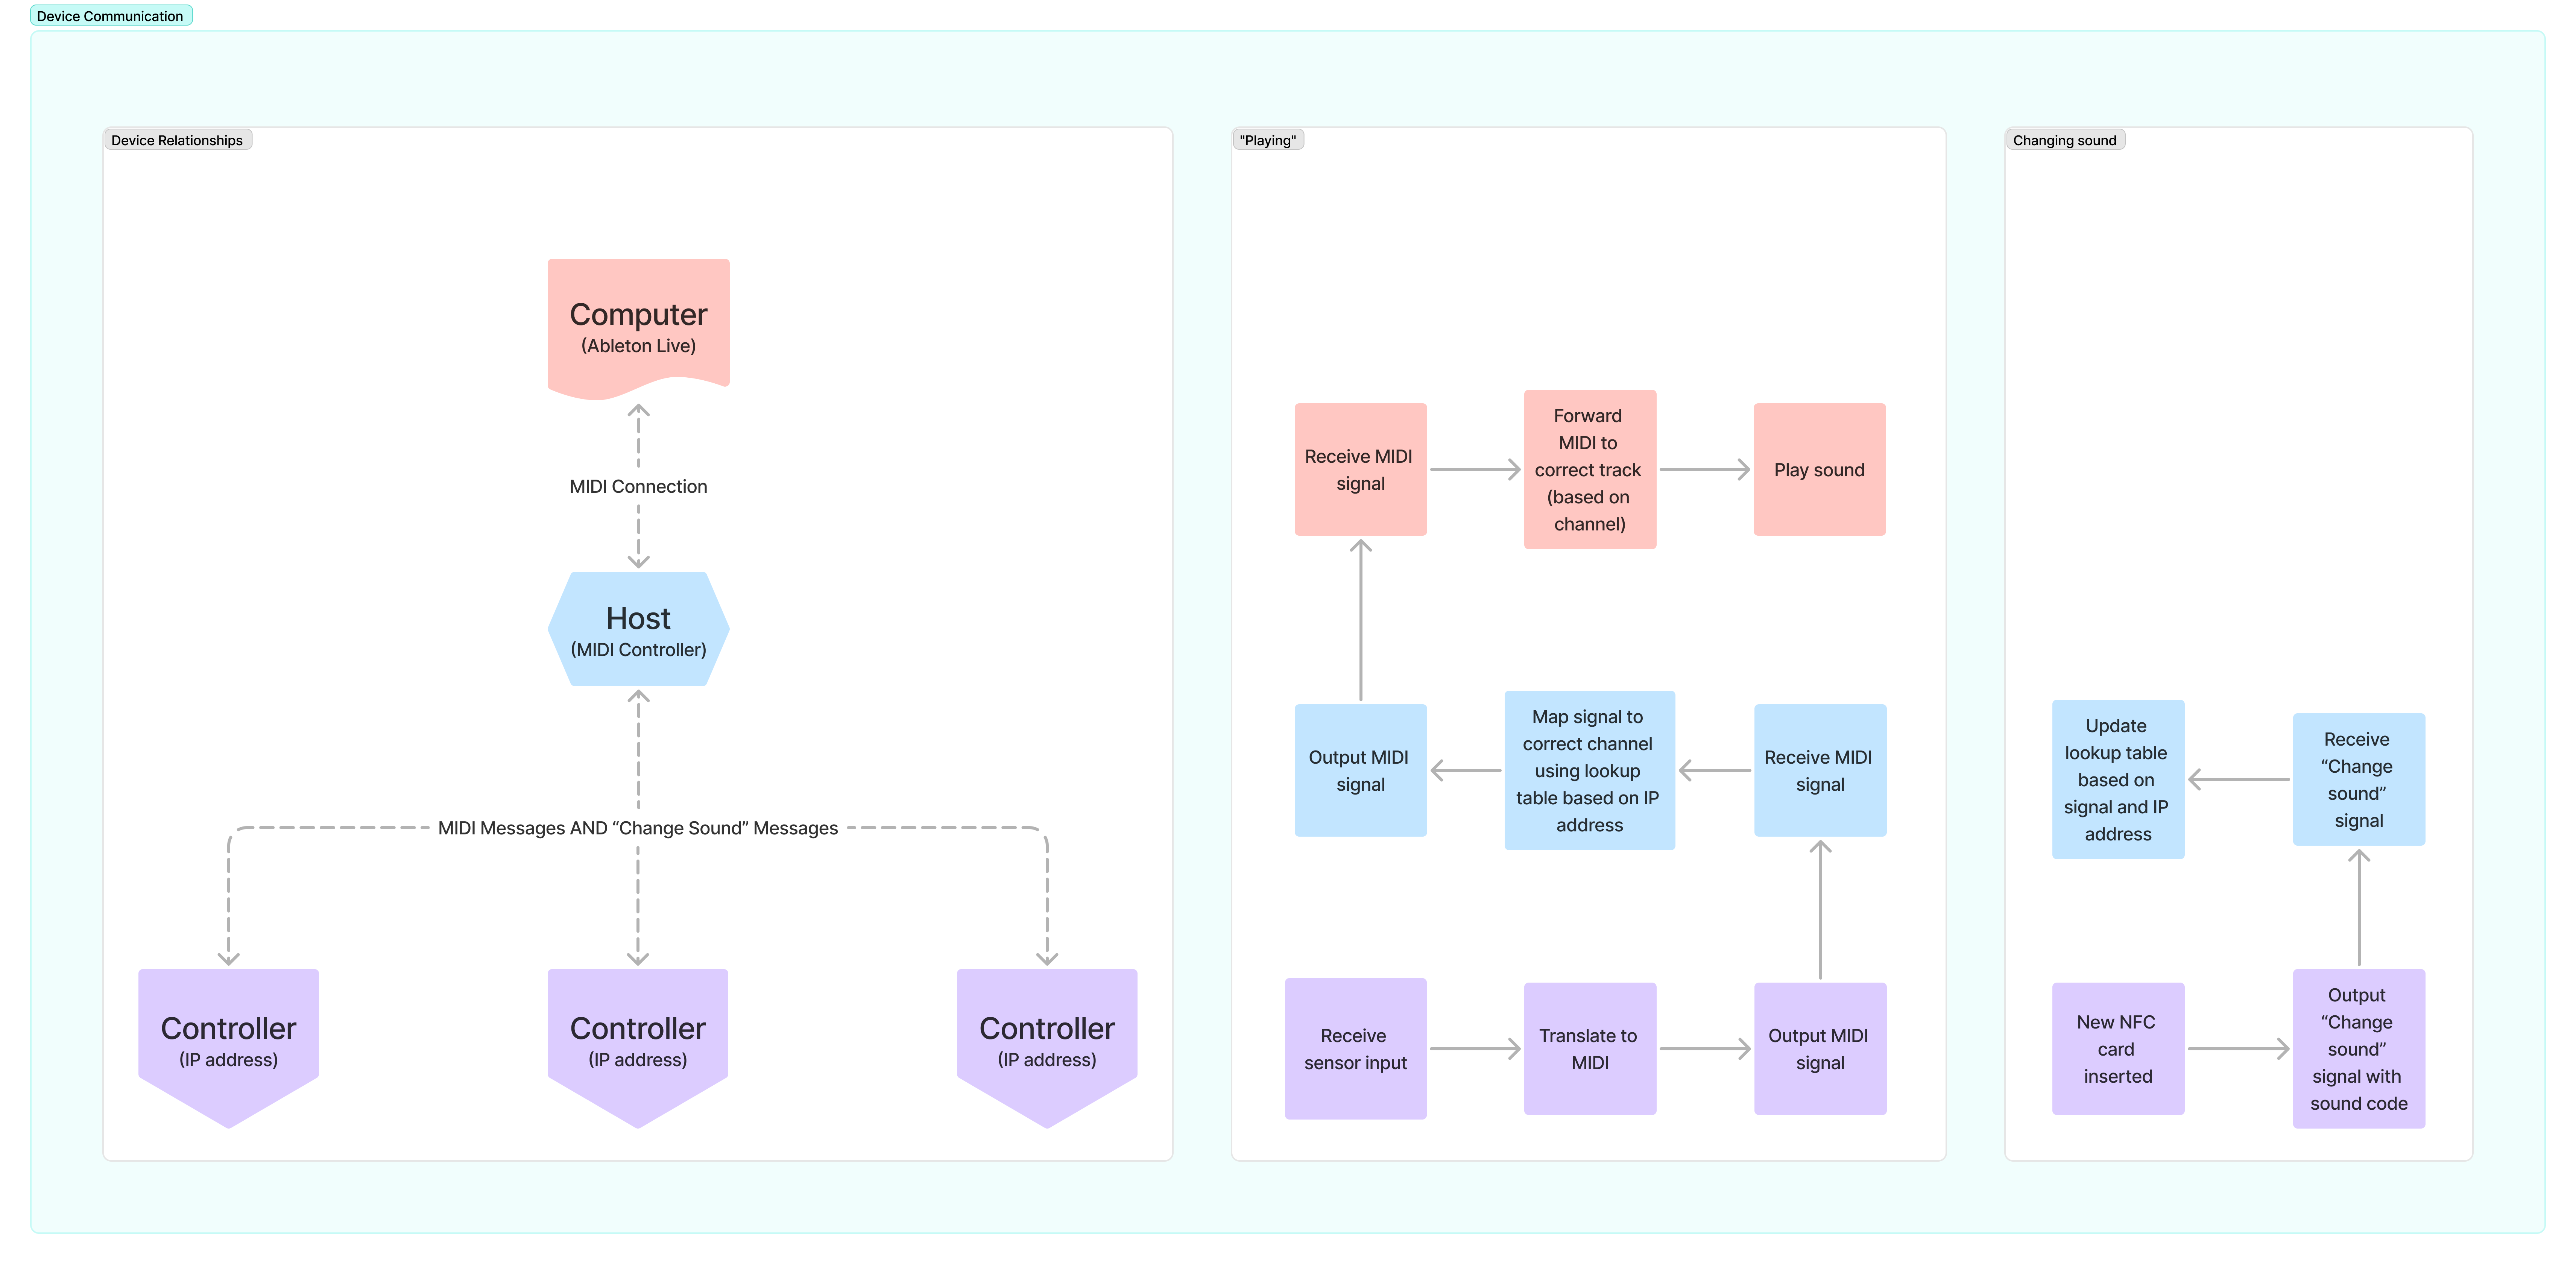 Device Communication
Device Relationships
Computer
(Ableton Live)
MIDI Connection
Host
(MIDI Controller)
MIDI Messages AND “Change Sound” Messages
Controller
(IP address)
Controller
(IP address)
Controller
(IP address)
"Playing"
Receive MIDI
signal
Forward
MIDI to
correct track
(based on
channel)
Play sound
Output MIDI
signal
Map signal to
correct channel
using lookup
table based on IP
address
Receive MIDI
signal
Receive
sensor input
Translate to
MIDI
Output MIDI
signal
Changing sound
Update
lookup table
based on
signal and IP
address
Receive
“Change
sound”
signal
New NFC
card
inserted
Output
“Change
sound”
signal with
sound code